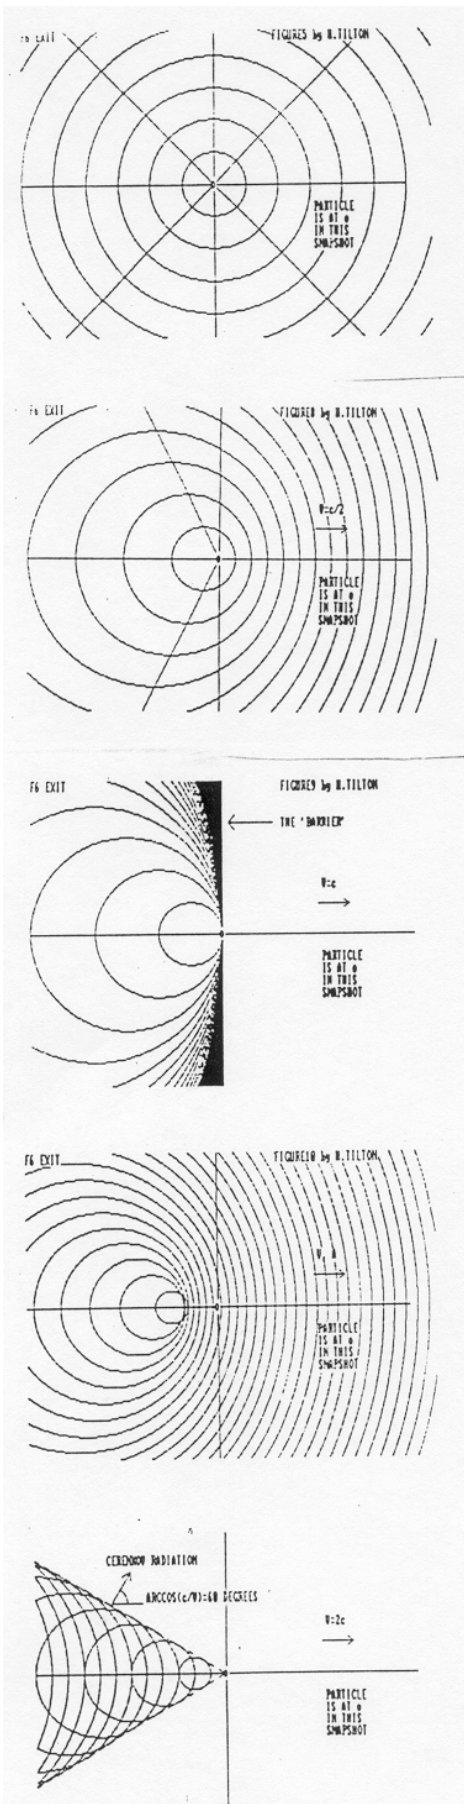 F6 EXIT
FIGURE5 by H.TILTON
PARTICLE
IS AT o
IN THIS
SNAPSHOT
F6 EXIT
FIGURE8 by H.TILTON
V=c/2
PARTICLE
IS AT o
IN THIS
SNAPSHOT
F6 EXIT
FIGURE9 by H.TILTON
THE 'BARRIER'
V=c
PARTICLE
IS AT o
IN THIS
SNAPSHOT
F6 EXIT
FIGURE10 by H.TILTON
PARTICLE
IS AT o
IN THIS
SNAPSHOT
CERENKOV RADIATION
ARCCOS(c/V)=60 DEGREES
V=2c
PARTICLE
IS AT o
IN THIS
SNAPSHOT